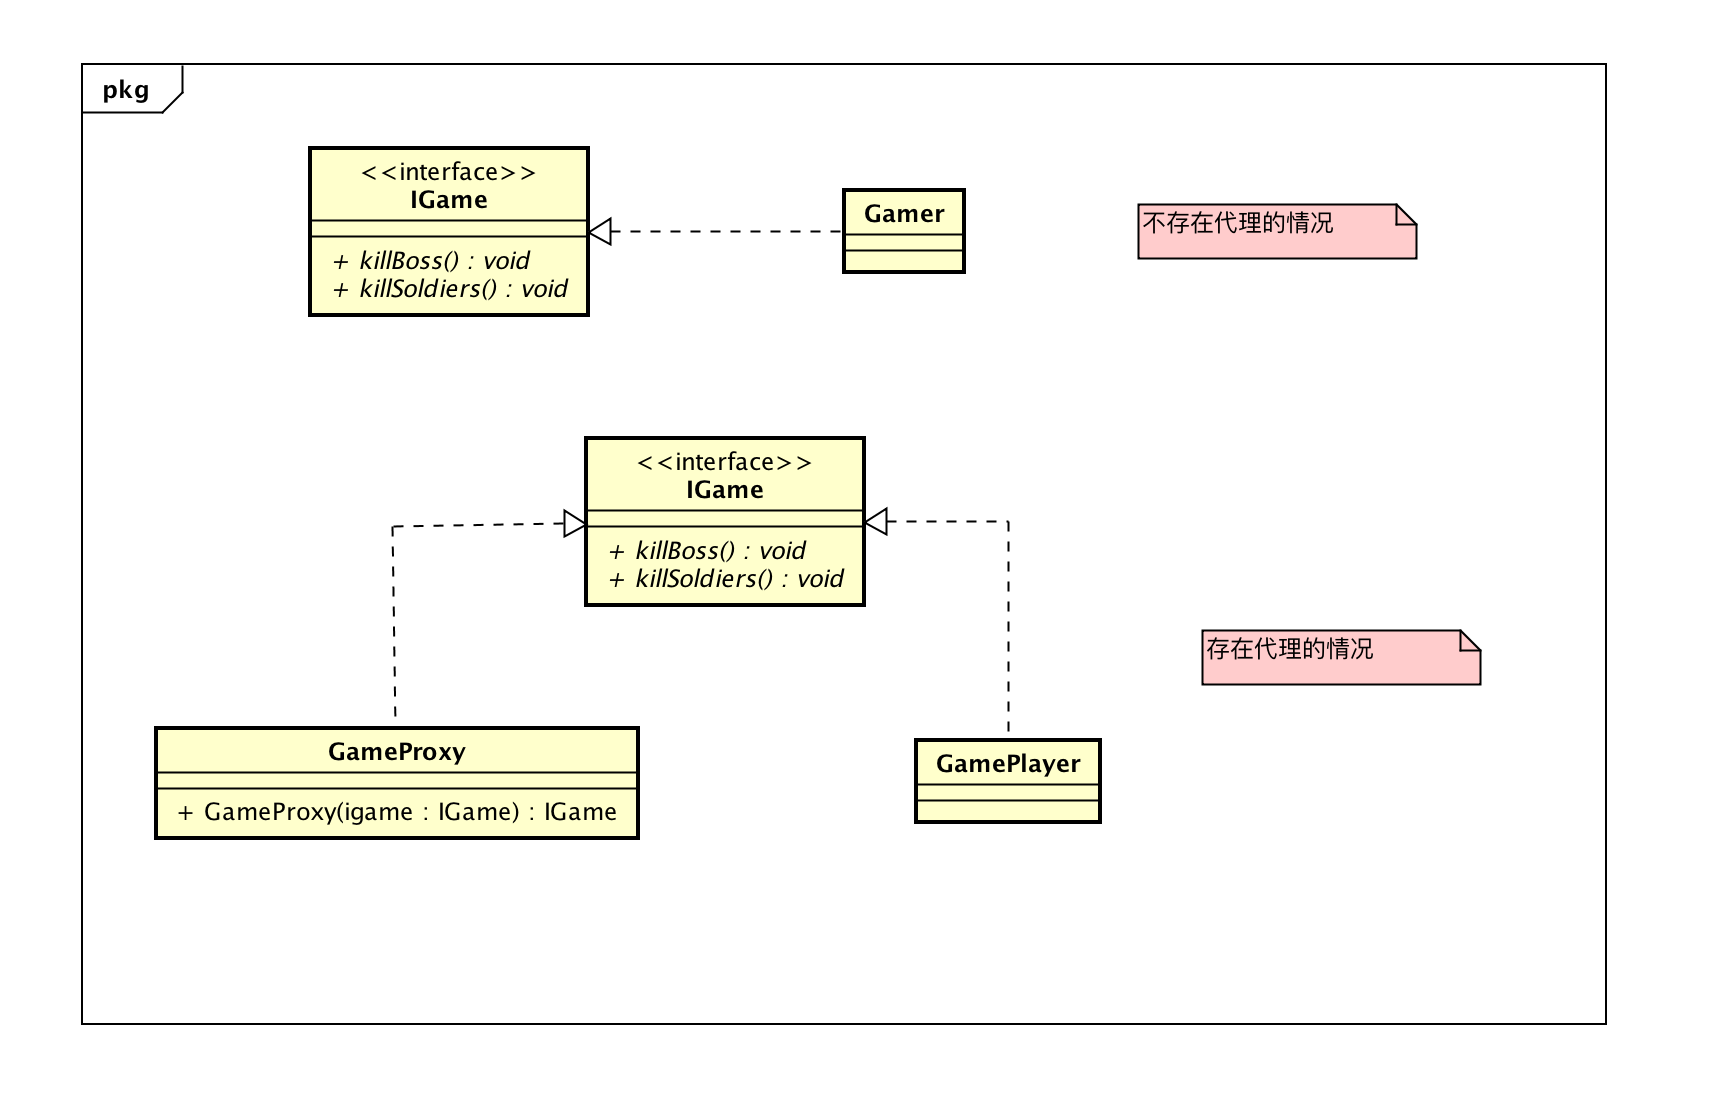 pkg
<<interface>>
IGame
+ killBoss() : void
+ killSoldiers() : void
Gamer
不存在代理的情况
<<interface>>
IGame
+ killBoss() : void
+ killSoldiers() : void
存在代理的情况
GameProxy
+ GameProxy(igame : IGame) : IGame
GamePlayer